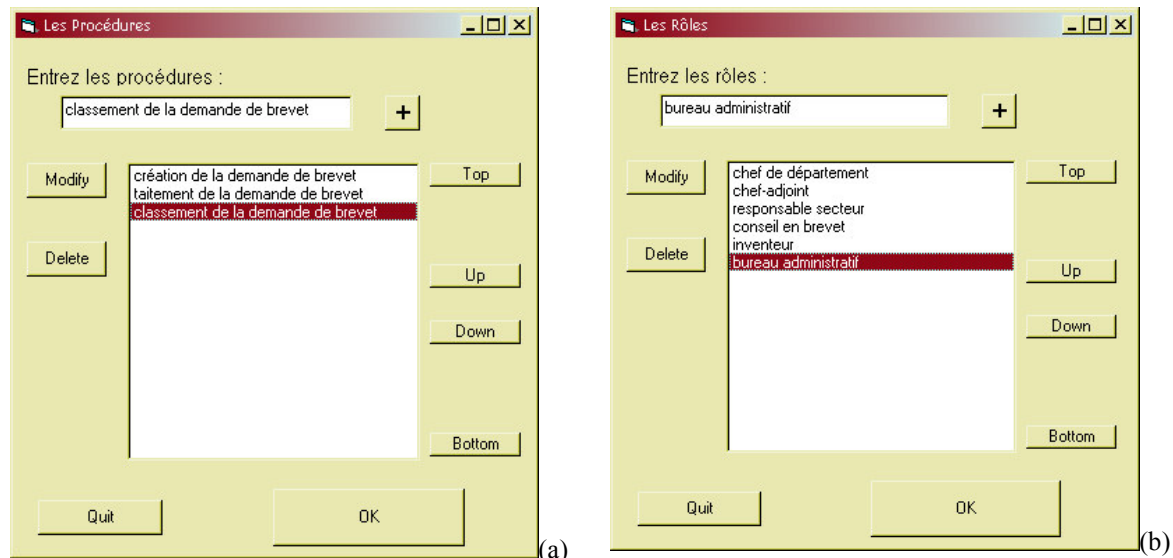 Les Procédures
Entrez les procédures :
classement de la demande de brevet
+
Modify
Delete
création de la demande de brevet
taitement de la demande de brevet
classement de la demande de brevet
Top
Up
Down
Bottom
Quit
OK
(a)
Les Rôles
Entrez les rôles :
bureau administratif
+
Modify
Delete
chef de département
chef-adjoint
responsable secteur
conseil en brevet
inventeur
bureau administratif
Top
Up
Down
Bottom
Quit
OK
(b)